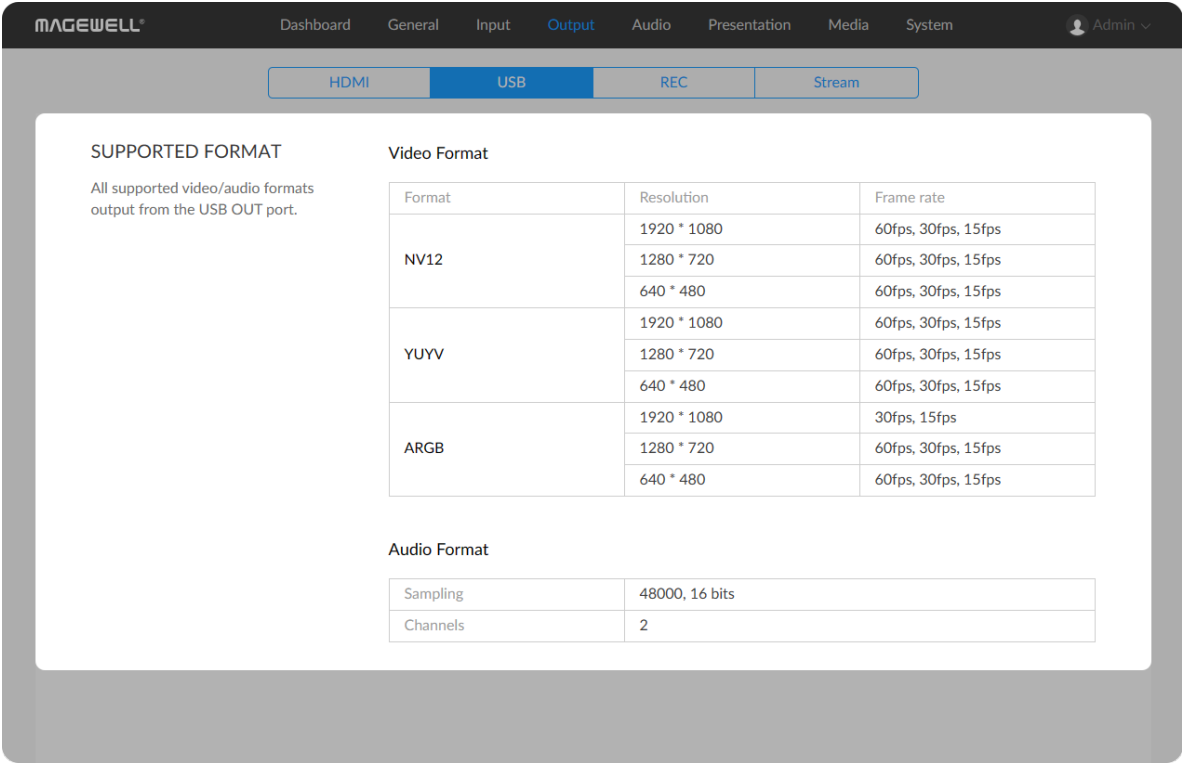 MAGEWELL®
Dashboard General Input Output Audio Presentation Media System Admin
HDMI USB REC Stream
SUPPORTED FORMAT
All supported video/audio formats
output from the USB OUT port.
Video Format
Format Resolution Frame rate
NV12
1920 * 1080 60fps, 30fps, 15fps
1280 * 720 60fps, 30fps, 15fps
640 * 480 60fps, 30fps, 15fps
YUYV
1920 * 1080 60fps, 30fps, 15fps
1280 * 720 60fps, 30fps, 15fps
640 * 480 60fps, 30fps, 15fps
ARGB
1920 * 1080 30fps, 15fps
1280 * 720 60fps, 30fps, 15fps
640 * 480 60fps, 30fps, 15fps
Audio Format
Sampling 48000, 16 bits
Channels 2